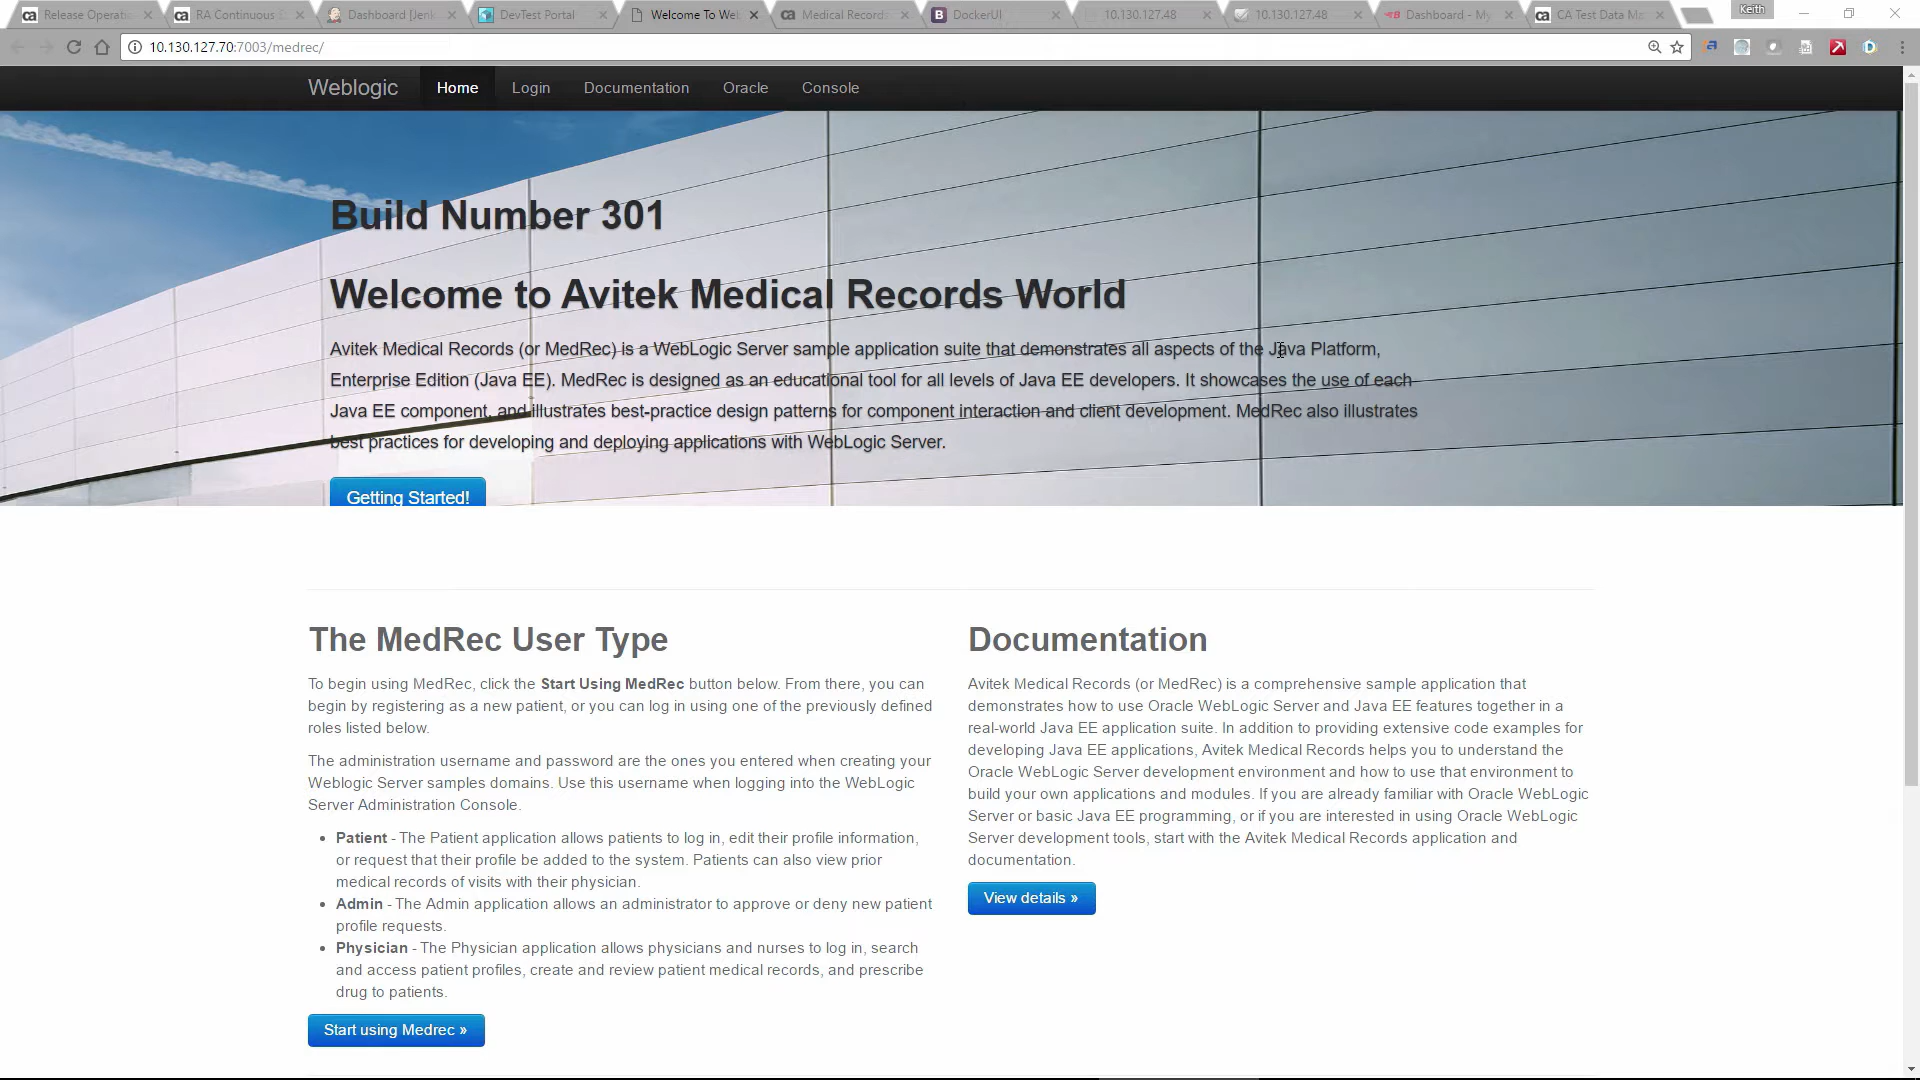 Release Operati
RA Continuous D
Dashboard [Jenk
DevTest Portal
Welcome To Web
Medical Records
DockerUI
10.130.127.48
10.130.127.48
Dashboard - My
CA Test Data Ma
Keith
10.130.127.70:7003/medrec/
Weblogic
Home
Login
Documentation
Oracle
Console
Build Number 301
Welcome to Avitek Medical Records World
Avitek Medical Records (or MedRec) is a WebLogic Server sample application suite that demonstrates all aspects of the Java Platform,
Enterprise Edition (Java EE). MedRec is designed as an educational tool for all levels of Java EE developers. It showcases the use of each
Java EE component, and illustrates best-practice design patterns for component interaction and client development. MedRec also illustrates
best practices for developing and deploying applications with WebLogic Server.
Getting Started!
The MedRec User Type
To begin using MedRec, click the Start Using MedRec button below. From there, you can
begin by registering as a new patient, or you can log in using one of the previously defined
roles listed below.
The administration username and password are the ones you entered when creating your
Weblogic Server samples domains. Use this username when logging into the WebLogic
Server Administration Console.
• Patient - The Patient application allows patients to log in, edit their profile information,
or request that their profile be added to the system. Patients can also view prior
medical records of visits with their physician.
• Admin - The Admin application allows an administrator to approve or deny new patient
profile requests.
• Physician - The Physician application allows physicians and nurses to log in, search
and access patient profiles, create and review patient medical records, and prescribe
drug to patients.
Start using Medrec »
Documentation
Avitek Medical Records (or MedRec) is a comprehensive sample application that
demonstrates how to use Oracle WebLogic Server and Java EE features together in a
real-world Java EE application suite. In addition to providing extensive code examples for
developing Java EE applications, Avitek Medical Records helps you to understand the
Oracle WebLogic Server development environment and how to use that environment to
build your own applications and modules. If you are already familiar with Oracle WebLogic
Server or basic Java EE programming, or if you are interested in using Oracle WebLogic
Server development tools, start with the Avitek Medical Records application and
documentation.
View details »